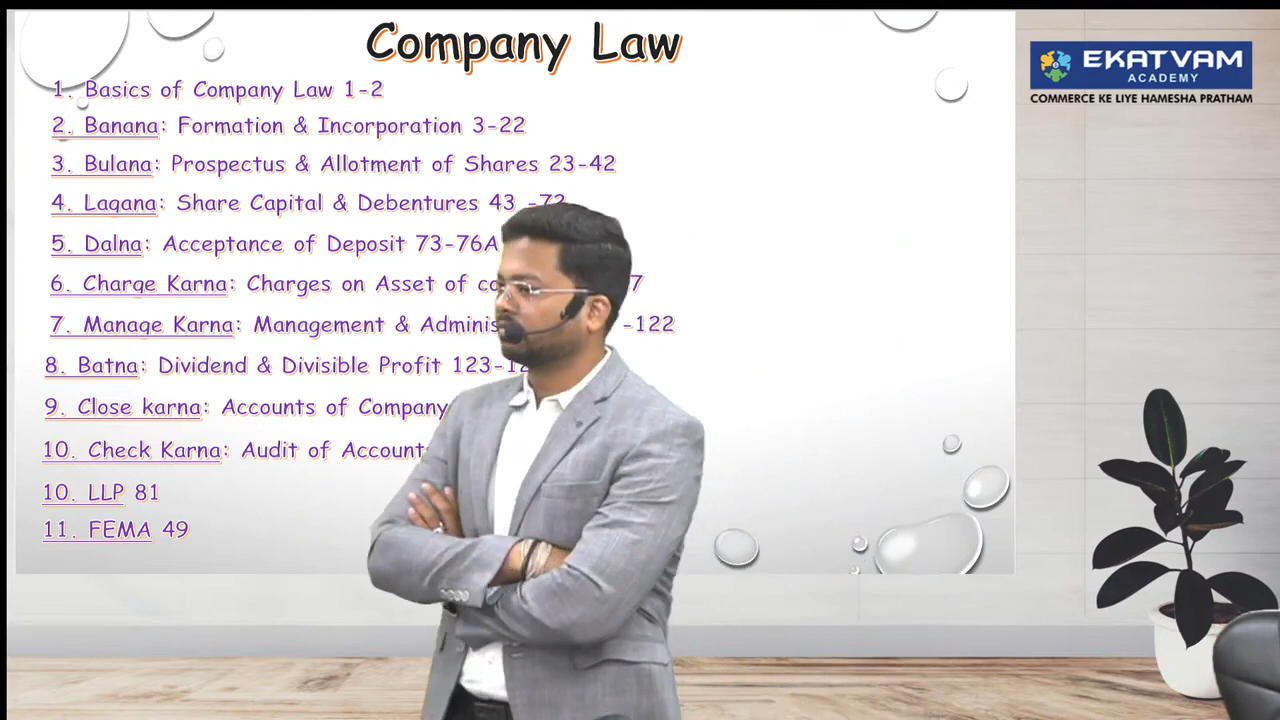 Company Law
1. Basics of Company Law 1-2
2. Banana: Formation & Incorporation 3-22
3. Bulana: Prospectus & Allotment of Shares 23-42
4. Lagana: Share Capital & Debentures 43 -72
5. Dalna: Acceptance of Deposit 73-76A
6. Charge Karna: Charges on Asset of
7. Manage Karna: Management & -122
8. Batna: Dividend & Divisible Profit
9. Close karna: Accounts of Company
10. Check Karna: Audit of Accounts
10. LLP 81
11. FEMA 49
EKATVAM
ACADEMY
COMMERCE KE LIYE HAMESHA PRATHAM